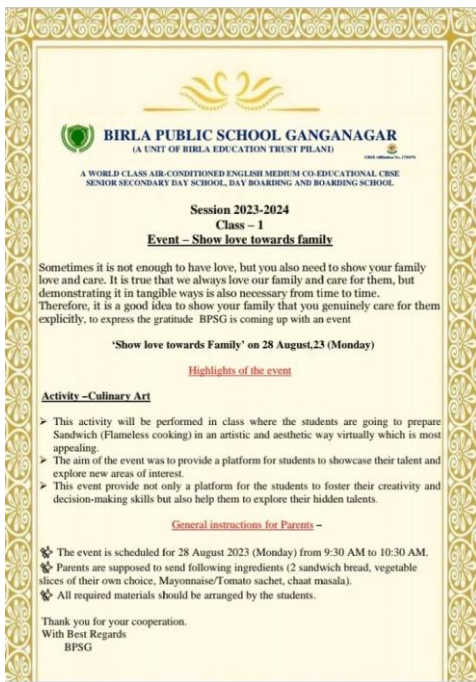 BIRLA PUBLIC SCHOOL GANGANAGAR
(A UNIT OF BIRLA EDUCATION TRUST PILANI)
CBSE Affiliation No.
A WORLD CLASS AIR-CONDITIONED ENGLISH MEDIUM CO-EDUCATIONAL CBSE
SENIOR SECONDARY DAY SCHOOL, DAY BOARDING AND BOARDING SCHOOL
Session 2023-2024
Class – 1
Event – Show love towards family
Sometimes it is not enough to have love, but you also need to show your family
love and care. It is true that we always love our family and care for them, but
demonstrating it in tangible ways is also necessary from time to time.
Therefore, it is a good idea to show your family that you genuinely care for them
explicitly, to express the gratitude BPSG is coming up with an event
‘Show love towards Family’ on 28 August,23 (Monday)
Highlights of the event
Activity –Culinary Art
➢ This activity will be performed in class where the students are going to prepare
Sandwich (Flameless cooking) in an artistic and aesthetic way virtually which is most
appealing.
➢ The aim of the event was to provide a platform for students to showcase their talent and
explore new areas of interest.
➢ This event provide not only a platform for the students to foster their creativity and
decision-making skills but also help them to explore their hidden talents.
General instructions for Parents –
The event is scheduled for 28 August 2023 (Monday) from 9:30 AM to 10:30 AM.
Parents are supposed to send following ingredients (2 sandwich bread, vegetable
slices of their own choice, Mayonnaise/Tomato sachet, chaat masala).
All required materials should be arranged by the students.
Thank you for your cooperation.
With Best Regards
BPSG